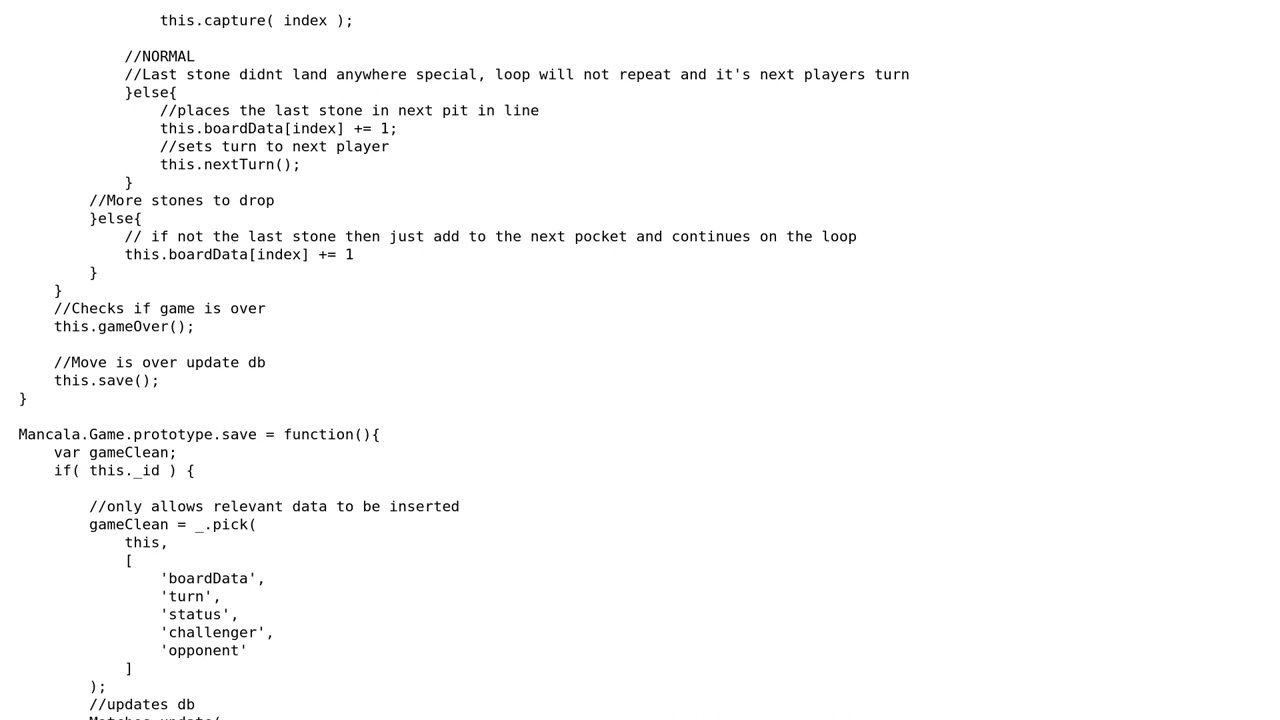 this.capture( index );
//NORMAL
//Last stone didnt land anywhere special, loop will not repeat and it's next players turn
}else{
//places the last stone in next pit in line
this.boardData[index] += 1;
//sets turn to next player
this.nextTurn();
}
//More stones to drop
}else{
// if not the last stone then just add to the next pocket and continues on the loop
this.boardData[index] += 1
}
}
//Checks if game is over
this.gameOver();
//Move is over update db
this.save();
}
Mancala.Game.prototype.save = function(){
var gameClean;
if( this._id ) {
//only allows relevant data to be inserted
gameClean = _.pick(
this,
[
'boardData',
'turn',
'status',
'challenger',
'opponent'
]
);
//updates db
Matches.update(